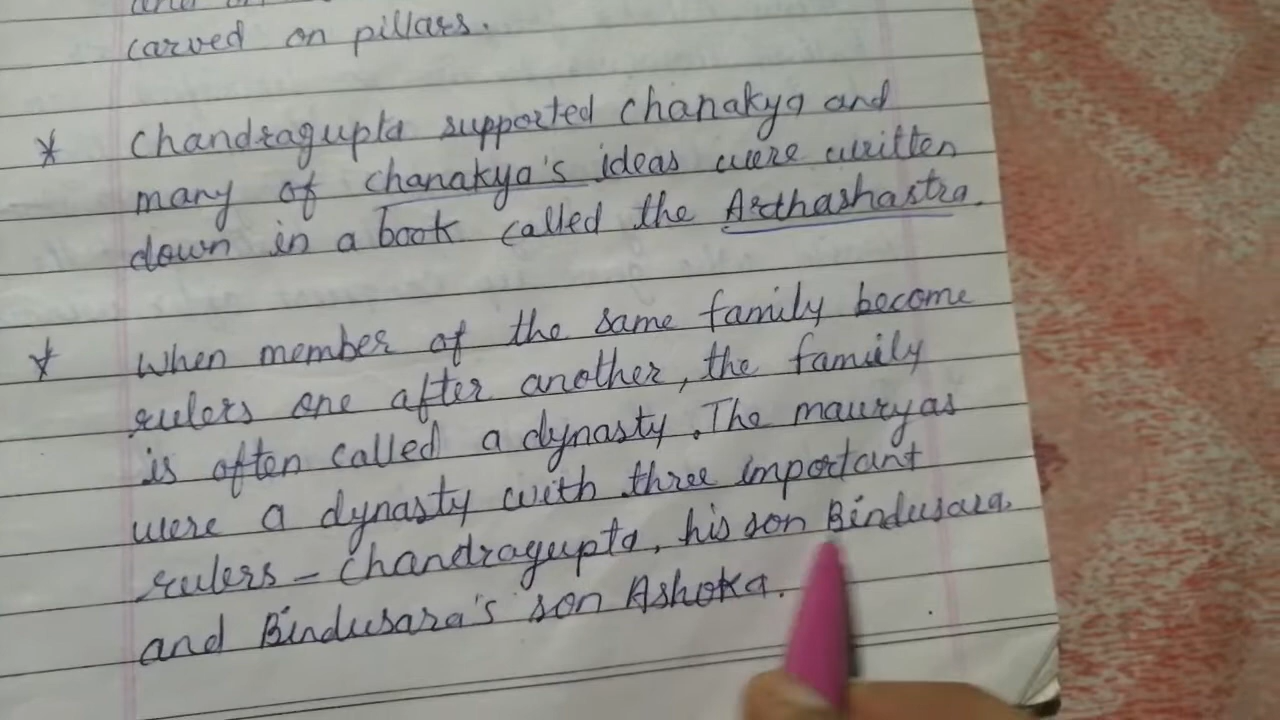 carved on pillars.
* Chandragupta supported Chanakya and
many of chanakya's ideas were written
down in a book called the Arthashastra.
* When member of the same family become
rulers one after another, the family
is often called a dynasty. The mauryas
were a dynasty with three important
rulers - Chandragupta, his son Bindusara.
and Bindusara's son Ashoka.